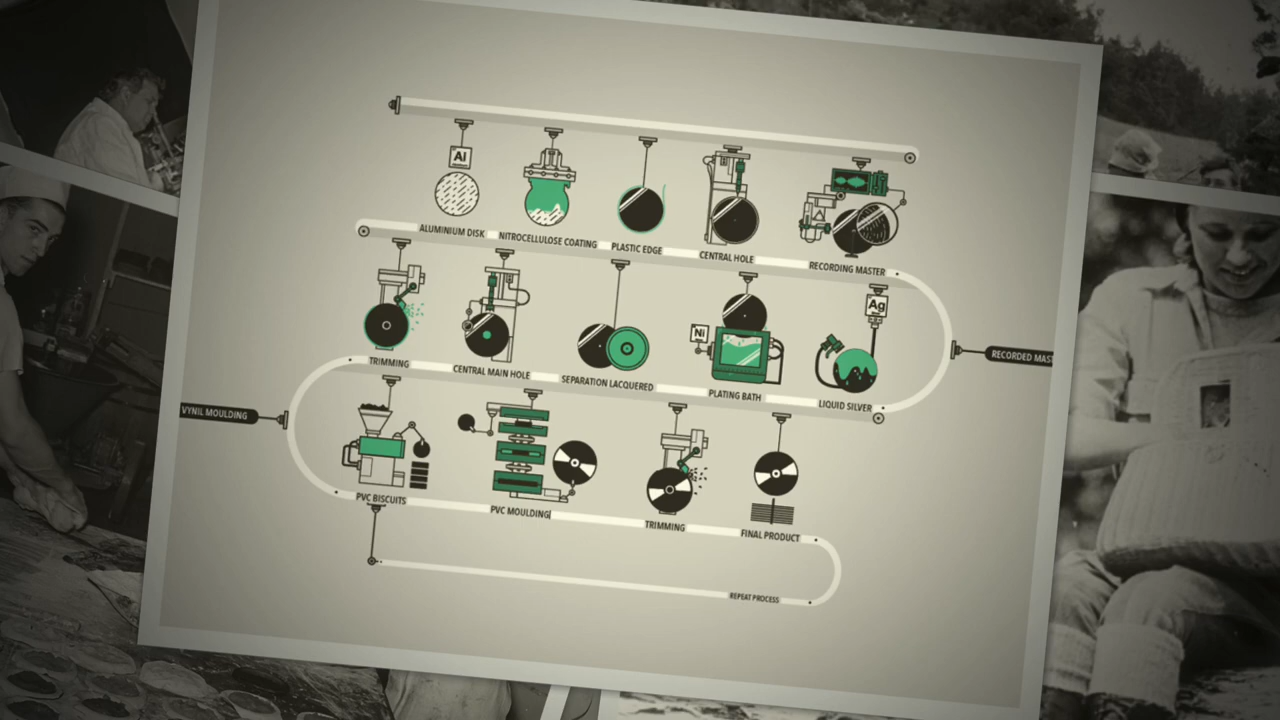 Al
ALUMINIUM DISK
NITROCELLULOSE COATING
PLASTIC EDGE
CENTRAL HOLE
RECORDING MASTER
TRIMMING
CENTRAL MAIN HOLE
SEPARATION LACQUERED
Ni
PLATING BATH
Ag
LIQUID SILVER
RECORDED MAST
VYNIL MOULDING
PVC BISCUITS
PVC MOULDING
TRIMMING
FINAL PRODUCT
REPEAT PROCESS